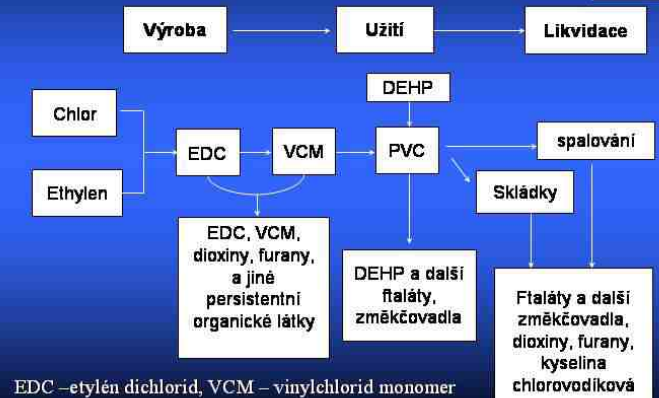 Výroba
Užití
Likvidace
DEHP
Chlor
EDC
VCM
PVC
spalování
Ethylen
Skládky
EDC, VCM,
dioxiny, furany,
a jiné
persistentní
organické látky
DEHP a další
ftaláty,
změkčovadla
Ftaláty a další
změkčovadla,
dioxiny, furany,
kyselina
chlorovodíková
EDC –etylén dichlorid, VCM – vinylchlorid monomer